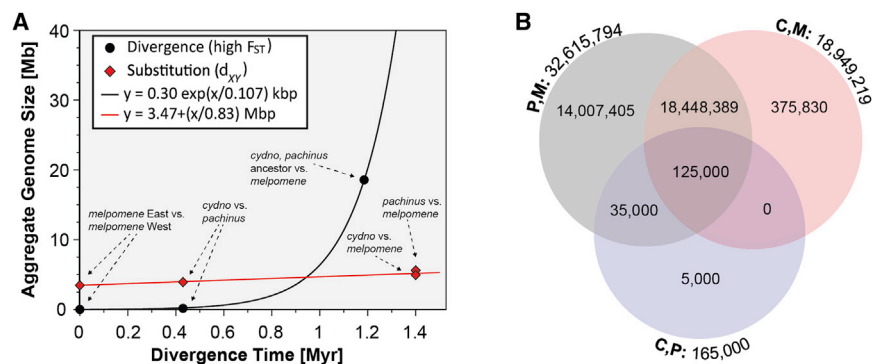 A
Aggregate Genome Size [Mb]
40
30
20
10
0
Divergence (high FST)
Substitution (dXY)
y = 0.30 exp(x/0.107) kbp
y = 3.47+(x/0.83) Mbp
cydno, pachinus
ancestor vs.
melpomene
melpomene East vs.
melpomene West
cydno vs.
pachinus
pachinus vs.
melpomene
cydno vs.
melpomene
0 0.2 0.4 0.6 0.8 1 1.2 1.4
Divergence Time [Myr]
B
P,M: 32,615,794
C,M: 18,949,219
14,007,405
18,448,389
375,830
125,000
35,000
0
5,000
C,P: 165,000